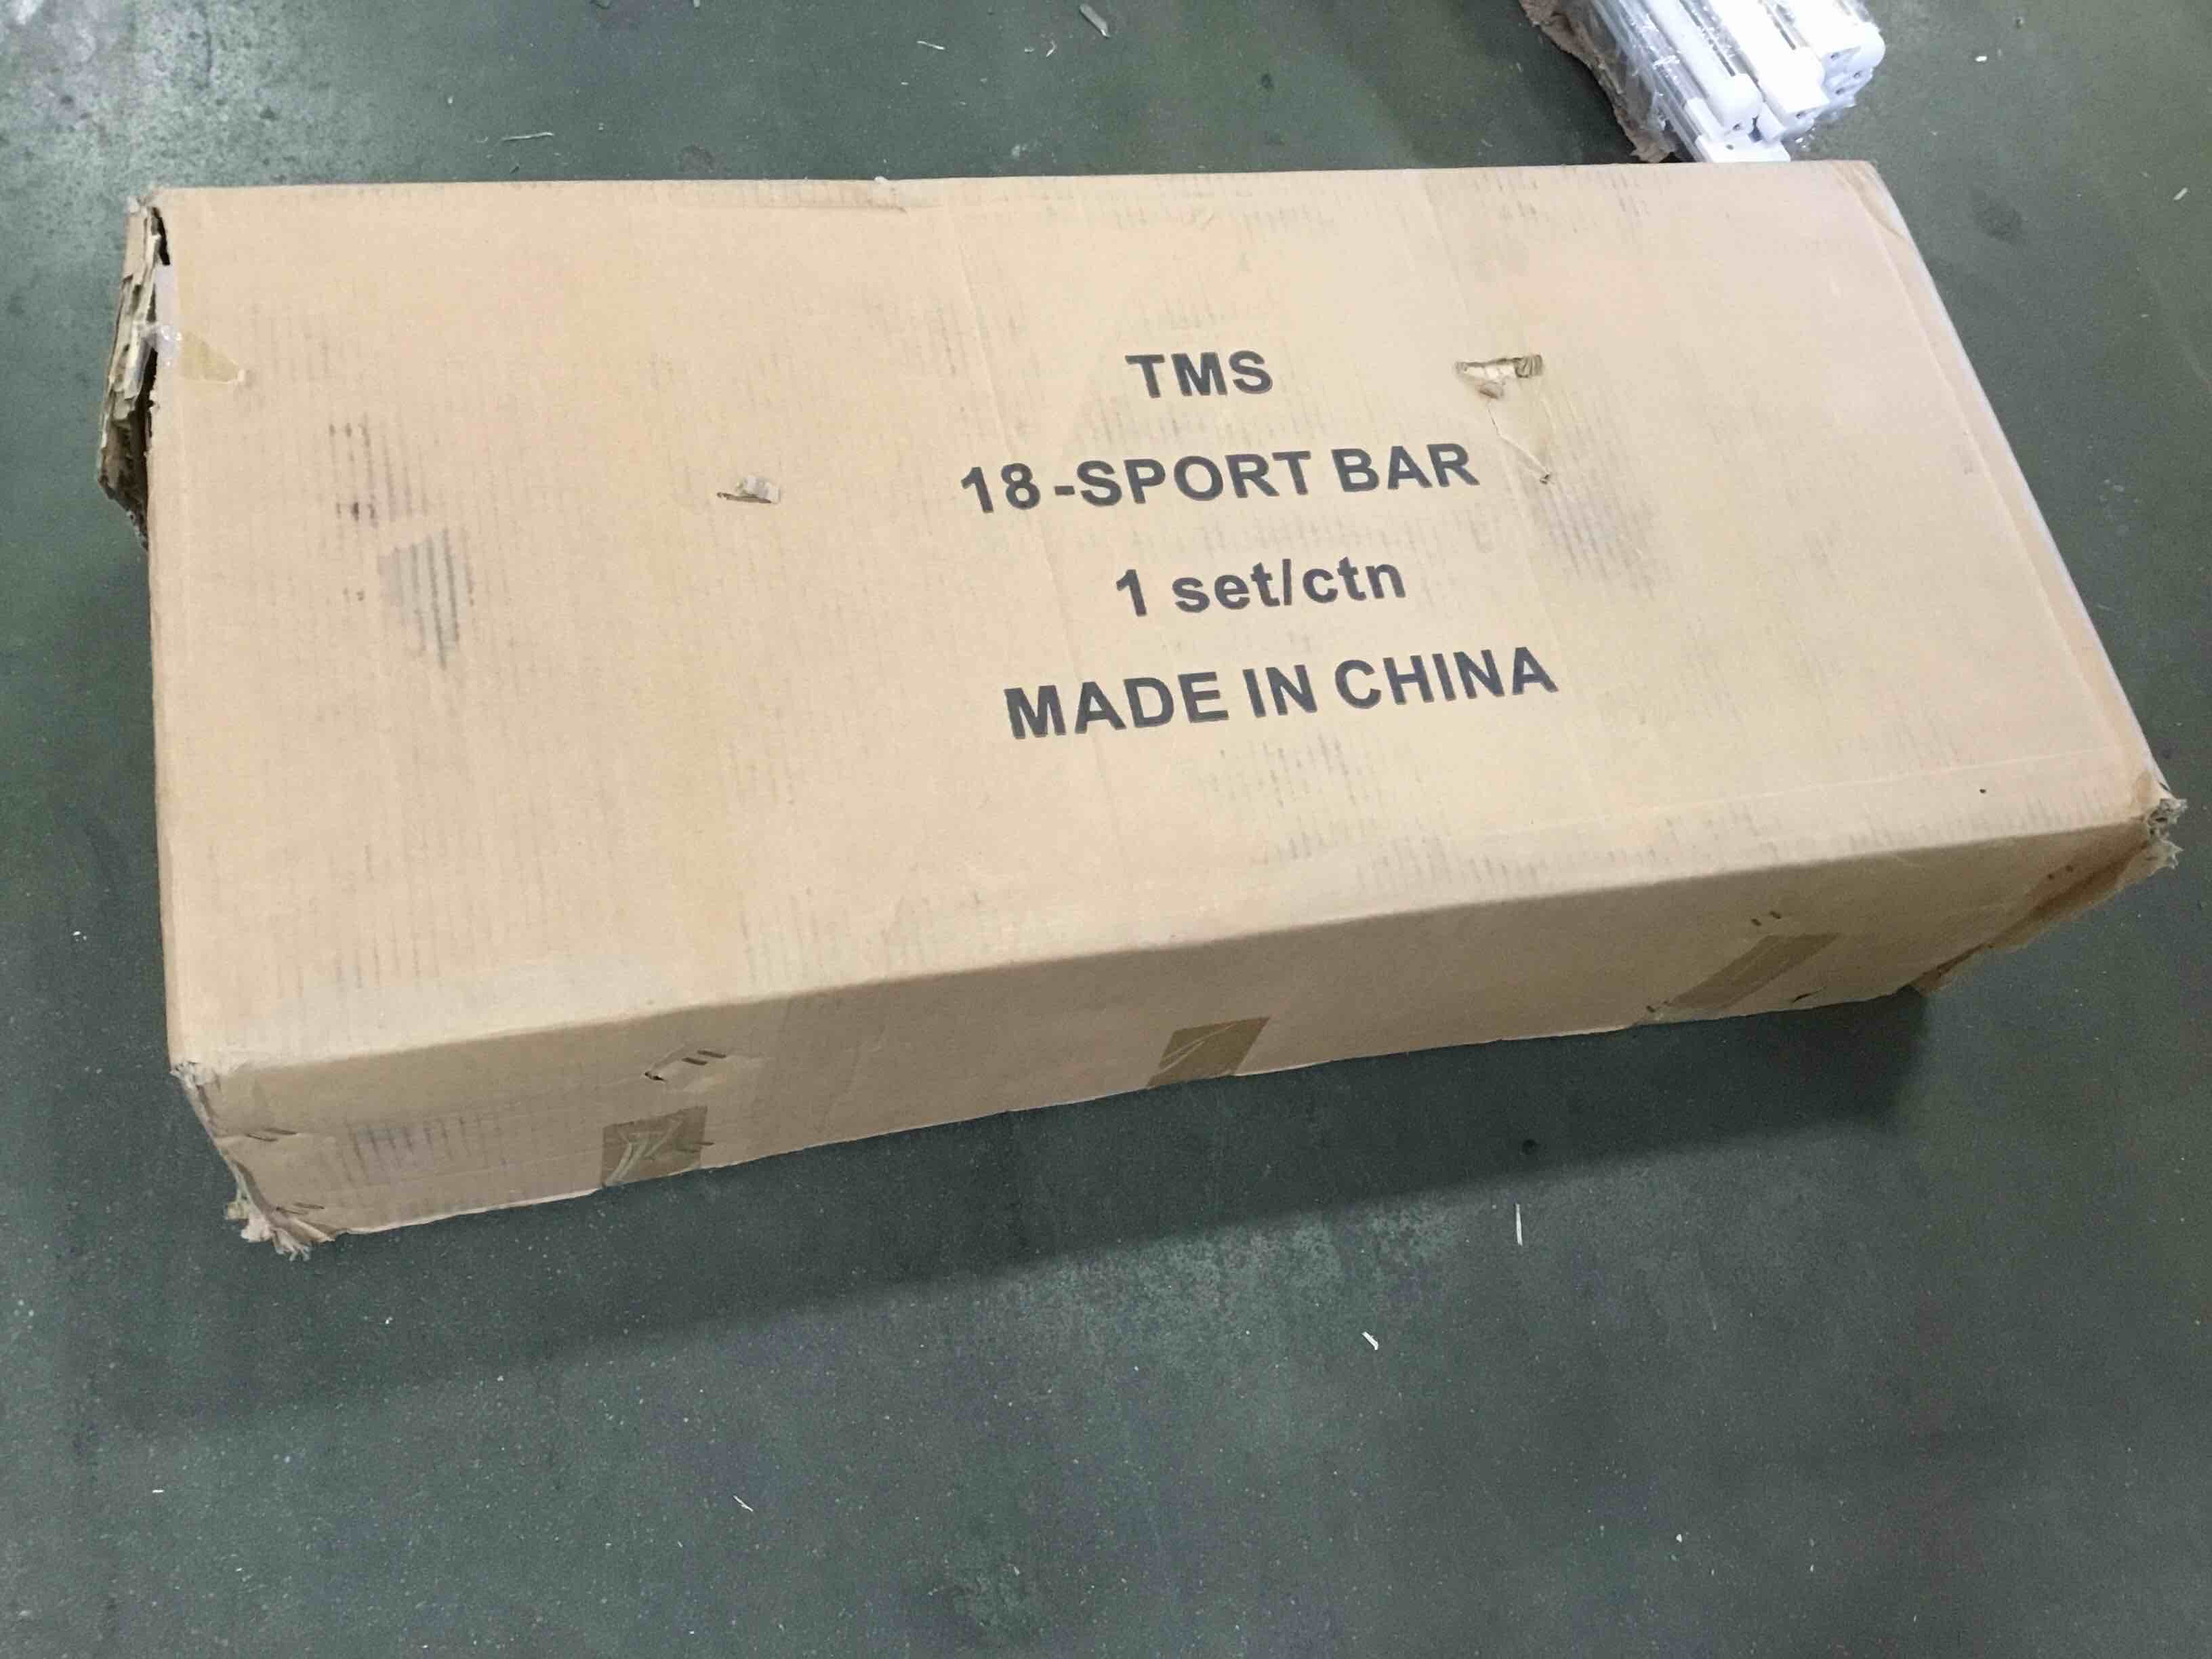 TMS
18-SPORT BAR
1 set/ctn
MADE IN CHINA